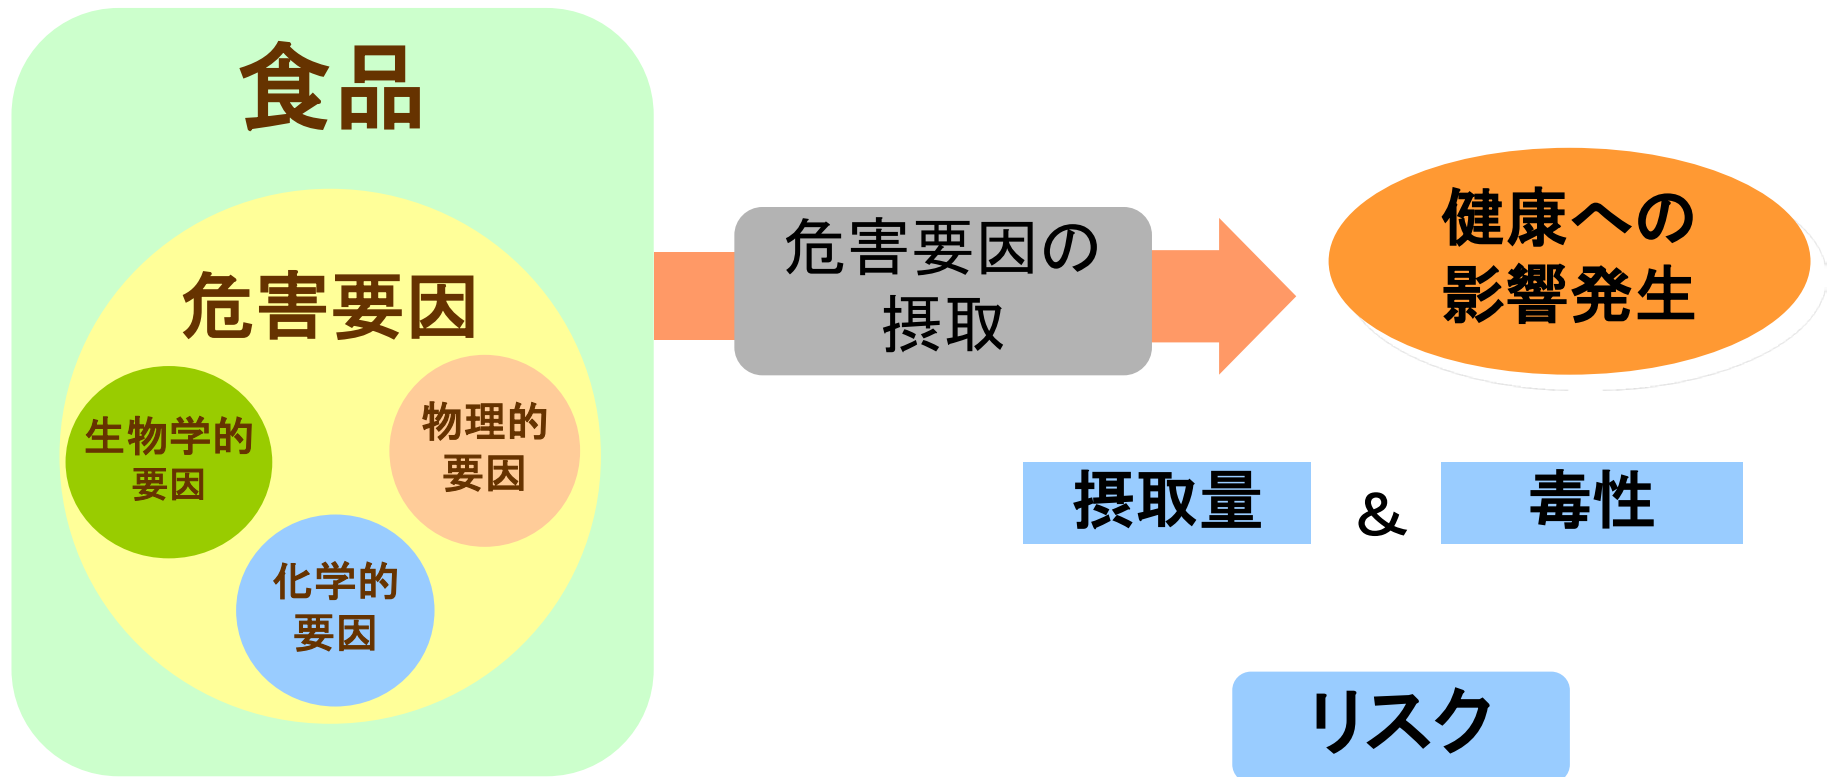 食品
危害要因
生物学的
要因
物理的
要因
化学的
要因
危害要因の
摂取
健康への
影響発生
摂取量
&
毒性
リスク